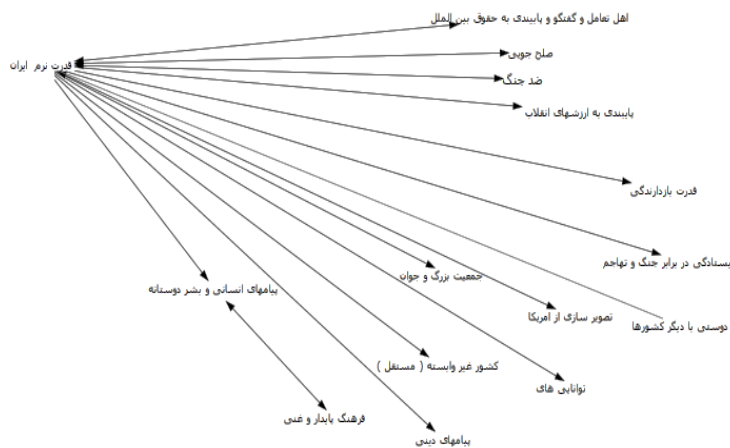 اهل تعامل و گفتگو و پایبندی به حقوق بین الملل
صلح جویی
قدرت نرم ایران
ضد جنگ
پایبندی به ارزشهای انقلاب
قدرت بازدارندگی
یستادگی در برابر جنگ و تهاجم
جمعیت بزرگ و جوان
پیامهای انسانی و بشر دوستانه
تصویر سازی از امریکا
دوستی با دیگر کشورها
کشور غیر وابسته ( مستقل )
توانایی های
فرهنگ پایدار و غنی
پیامهای دینی